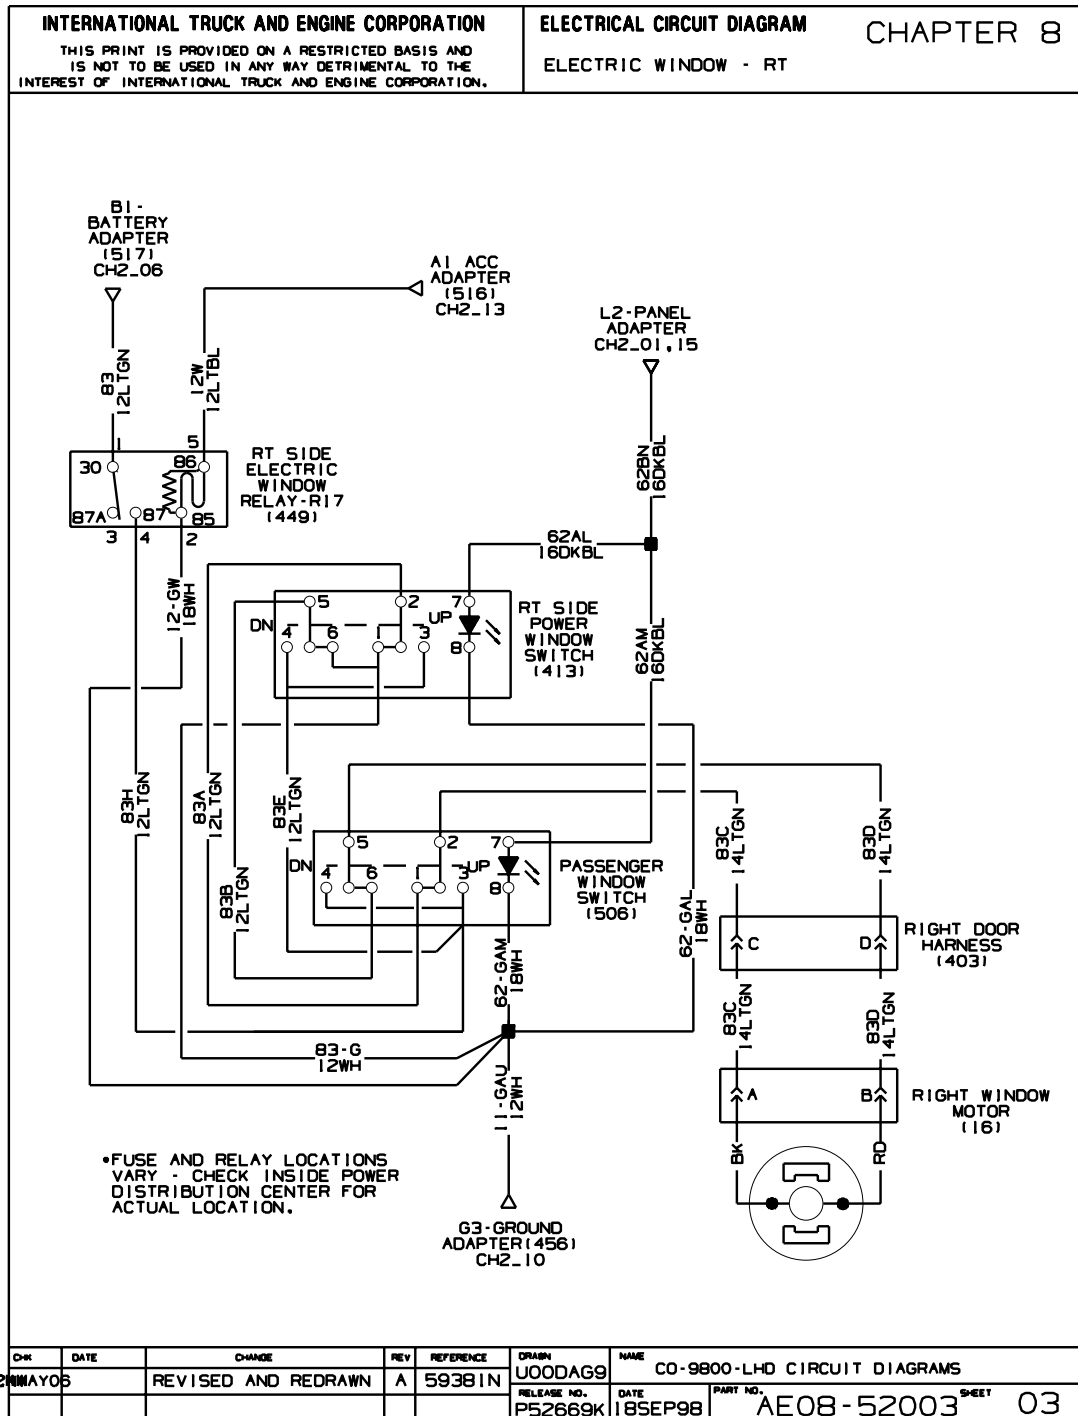 INTERNATIONAL TRUCK AND ENGINE CORPORATION
THIS PRINT IS PROVIDED ON A RESTRICTED BASIS AND
IS NOT TO BE USED IN ANY WAY DETRIMENTAL TO THE
INTEREST OF INTERNATIONAL TRUCK AND ENGINE CORPORATION.
ELECTRICAL CIRCUIT DIAGRAM
ELECTRIC WINDOW - RT
CHAPTER 8
B1-
BATTERY
ADAPTER
(517)
CH2_06
A1 ACC
ADAPTER
(516)
CH2_13
L2-PANEL
ADAPTER
CH2_01,15
83
12LTGN
12W
12LTBL
62BN
16DKBL
1
5
30
86
87A
87
85
3
4
2
RT SIDE
ELECTRIC
WINDOW
RELAY-R17
(449)
62AL
16DKBL
12-GW
18WH
5
2
7
DN
UP
4
6
1
3
8
RT SIDE
POWER
WINDOW
SWITCH
(413)
62AM
16DKBL
83H
12LTGN
83A
12LTGN
83E
12LTGN
83B
12LTGN
5
2
7
DN
UP
4
6
1
3
8
PASSENGER
WINDOW
SWITCH
(506)
83C
14LTGN
83D
14LTGN
62-GAL
18WH
62-GAM
18WH
C
D
RIGHT DOOR
HARNESS
(403)
83C
14LTGN
83D
14LTGN
83-G
12WH
11-GAU
12WH
A
B
RIGHT WINDOW
MOTOR
(16)
BK
RD
•FUSE AND RELAY LOCATIONS
VARY - CHECK INSIDE POWER
DISTRIBUTION CENTER FOR
ACTUAL LOCATION.
G3-GROUND
ADAPTER(456)
CH2_10
CHK
DATE
CHANGE
REV
REFERENCE
DRAWN
U00DAG9
NAME
CO-9800-LHD CIRCUIT DIAGRAMS
MAY06
REVISED AND REDRAWN
A
59381N
RELEASE NO.
P52669K
DATE
18SEP98
PART NO.
AE08-52003
SHEET
03